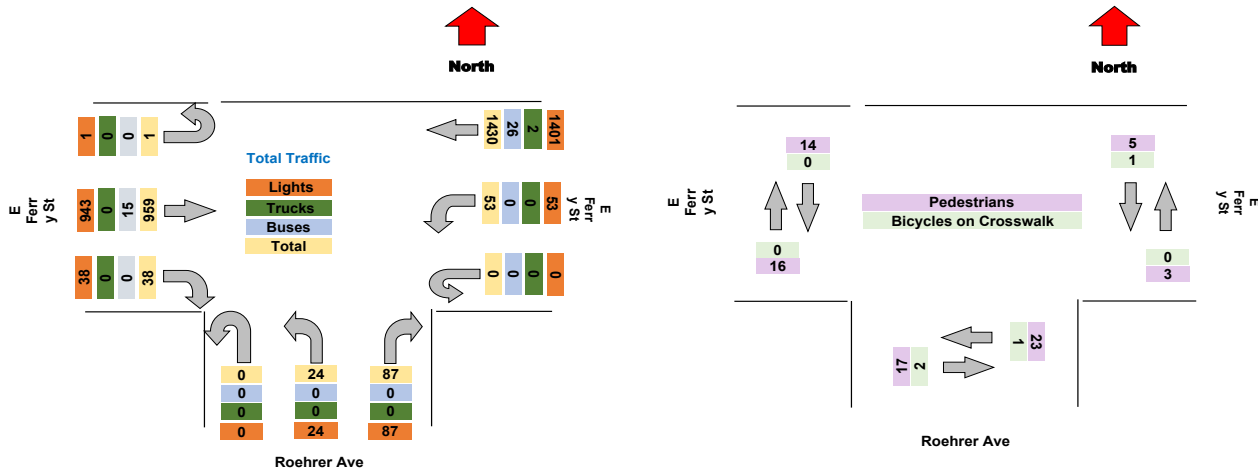 North
1 0 0 1
1430 26 2 1401
Total Traffic
Lights
Trucks
Buses
Total
E
Ferr
y St
943 0 15 959
53 0 0 53
E
Ferr
y St
38 0 0 38
0 0 0 0
0 24 87
0 0 0
0 0 0
0 24 87
Roehrer Ave
North
14
0
5
1
E
Ferr
y St
Pedestrians
Bicycles on Crosswalk
E
Ferr
y St
0
16
0
3
17 2
1 23
Roehrer Ave